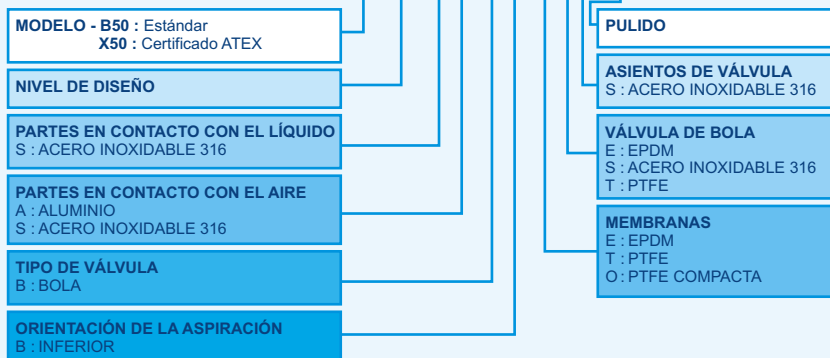 MODELO - B50 : Estándar
X50 : Certificado ATEX
NIVEL DE DISEÑO
PARTES EN CONTACTO CON EL LÍQUIDO
S : ACERO INOXIDABLE 316
PARTES EN CONTACTO CON EL AIRE
A : ALUMINIO
S : ACERO INOXIDABLE 316
TIPO DE VÁLVULA
B : BOLA
ORIENTACIÓN DE LA ASPIRACIÓN
B : INFERIOR
PULIDO
ASIENTOS DE VÁLVULA
S : ACERO INOXIDABLE 316
VÁLVULA DE BOLA
E : EPDM
S : ACERO INOXIDABLE 316
T : PTFE
MEMBRANAS
E : EPDM
T : PTFE
O : PTFE COMPACTA